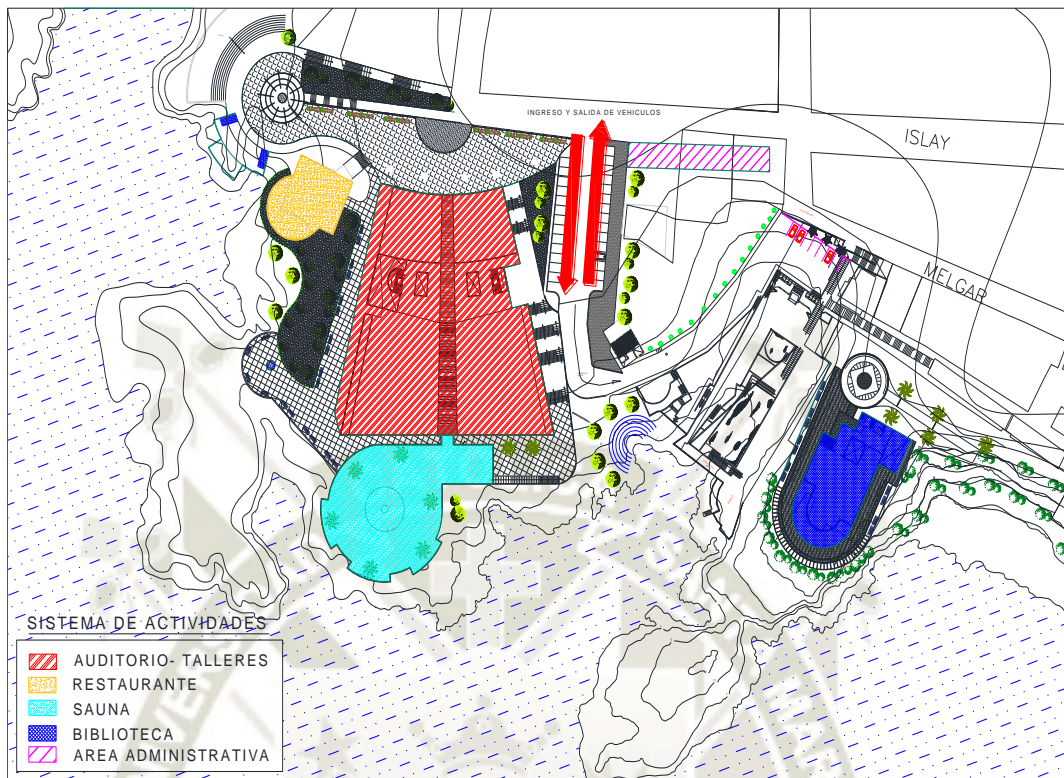 INGRESO Y SALIDA DE VEHICULOS
ISLAY
MELGAR
SISTEMA DE ACTIVIDADES
AUDITORIO- TALLERES
RESTAURANTE
SAUNA
BIBLIOTECA
AREA ADMINISTRATIVA